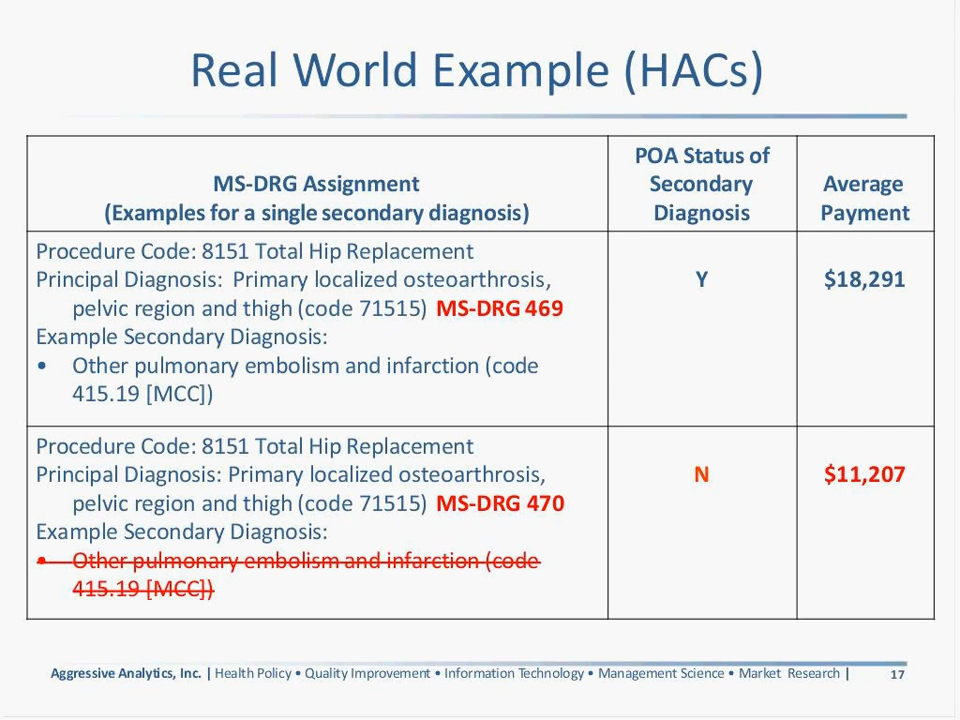 Real World Example (HACs)
MS-DRG Assignment
(Examples for a single secondary diagnosis)
POA Status of
Secondary
Diagnosis
Average
Payment
Procedure Code: 8151 Total Hip Replacement
Principal Diagnosis: Primary localized osteoarthrosis,
pelvic region and thigh (code 71515) MS-DRG 469
Example Secondary Diagnosis:
• Other pulmonary embolism and infarction (code
415.19 [MCC])
Y
$18,291
Procedure Code: 8151 Total Hip Replacement
Principal Diagnosis: Primary localized osteoarthrosis,
pelvic region and thigh (code 71515) MS-DRG 470
Example Secondary Diagnosis:
• Other pulmonary embolism and infarction (code
415.19 [MCC])
N
$11,207
Aggressive Analytics, Inc. | Health Policy • Quality Improvement • Information Technology • Management Science • Market Research | 17